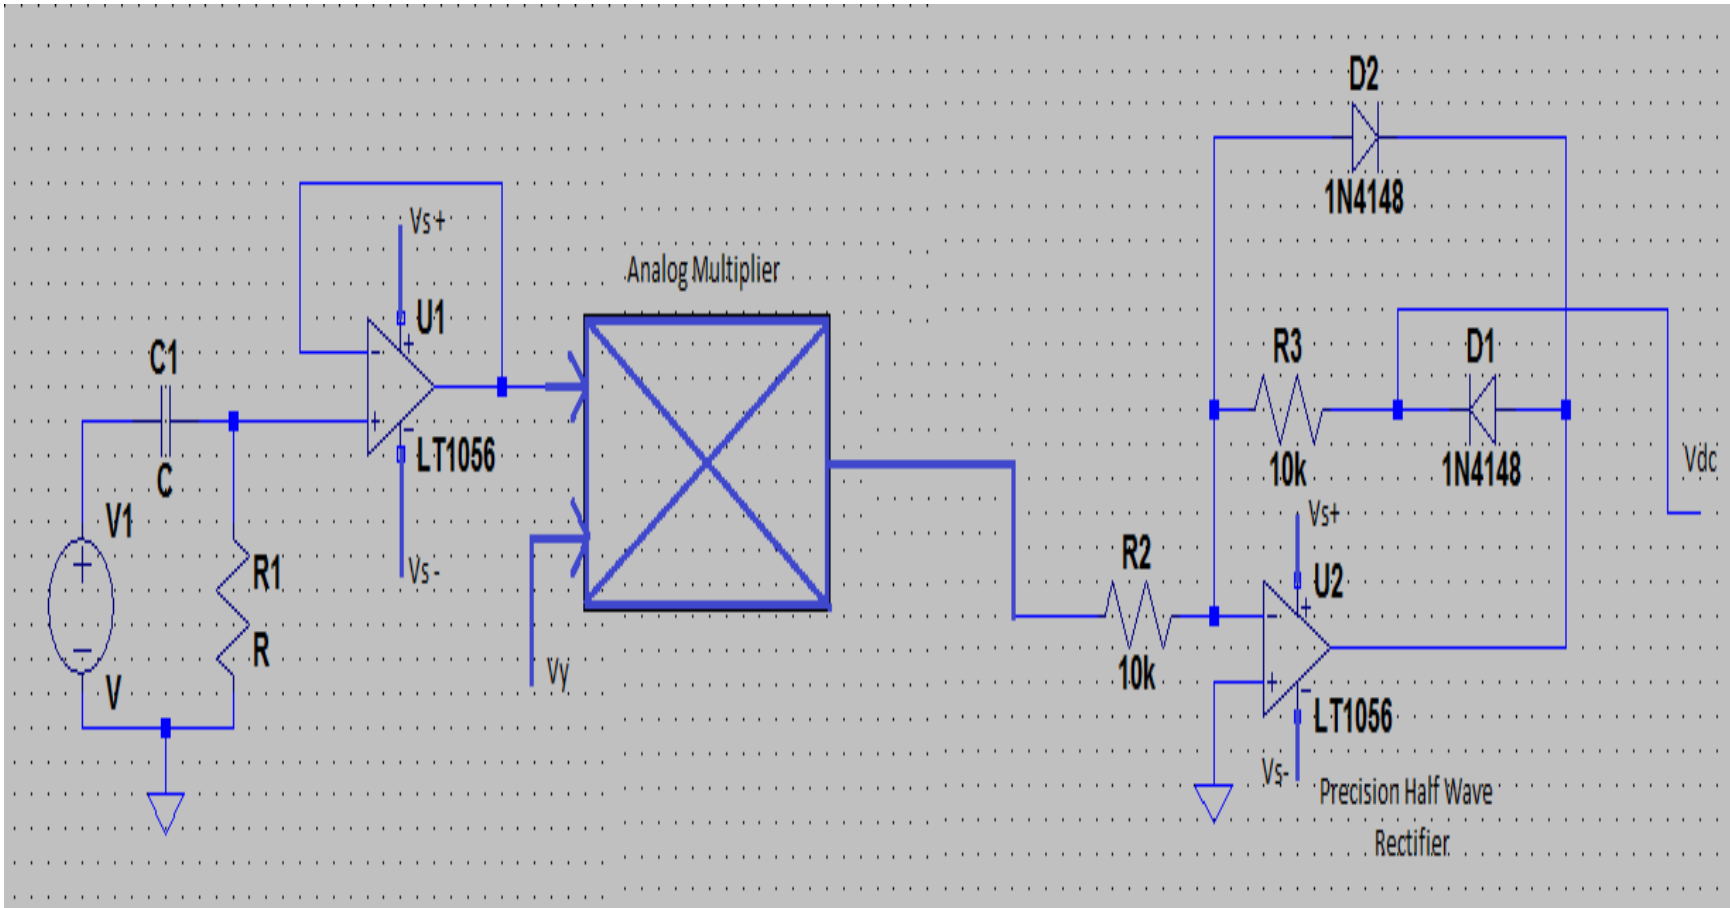 D2
1N4148
Vs+
Analog Multiplier
U1
C1
R3
D1
LT1056
C
10k
1N4148
Vdc
V1
Vs+
R2
Vs-
R1
U2
R
V
Vy
10k
LT1056
Vs-
Precision Half Wave
Rectifier